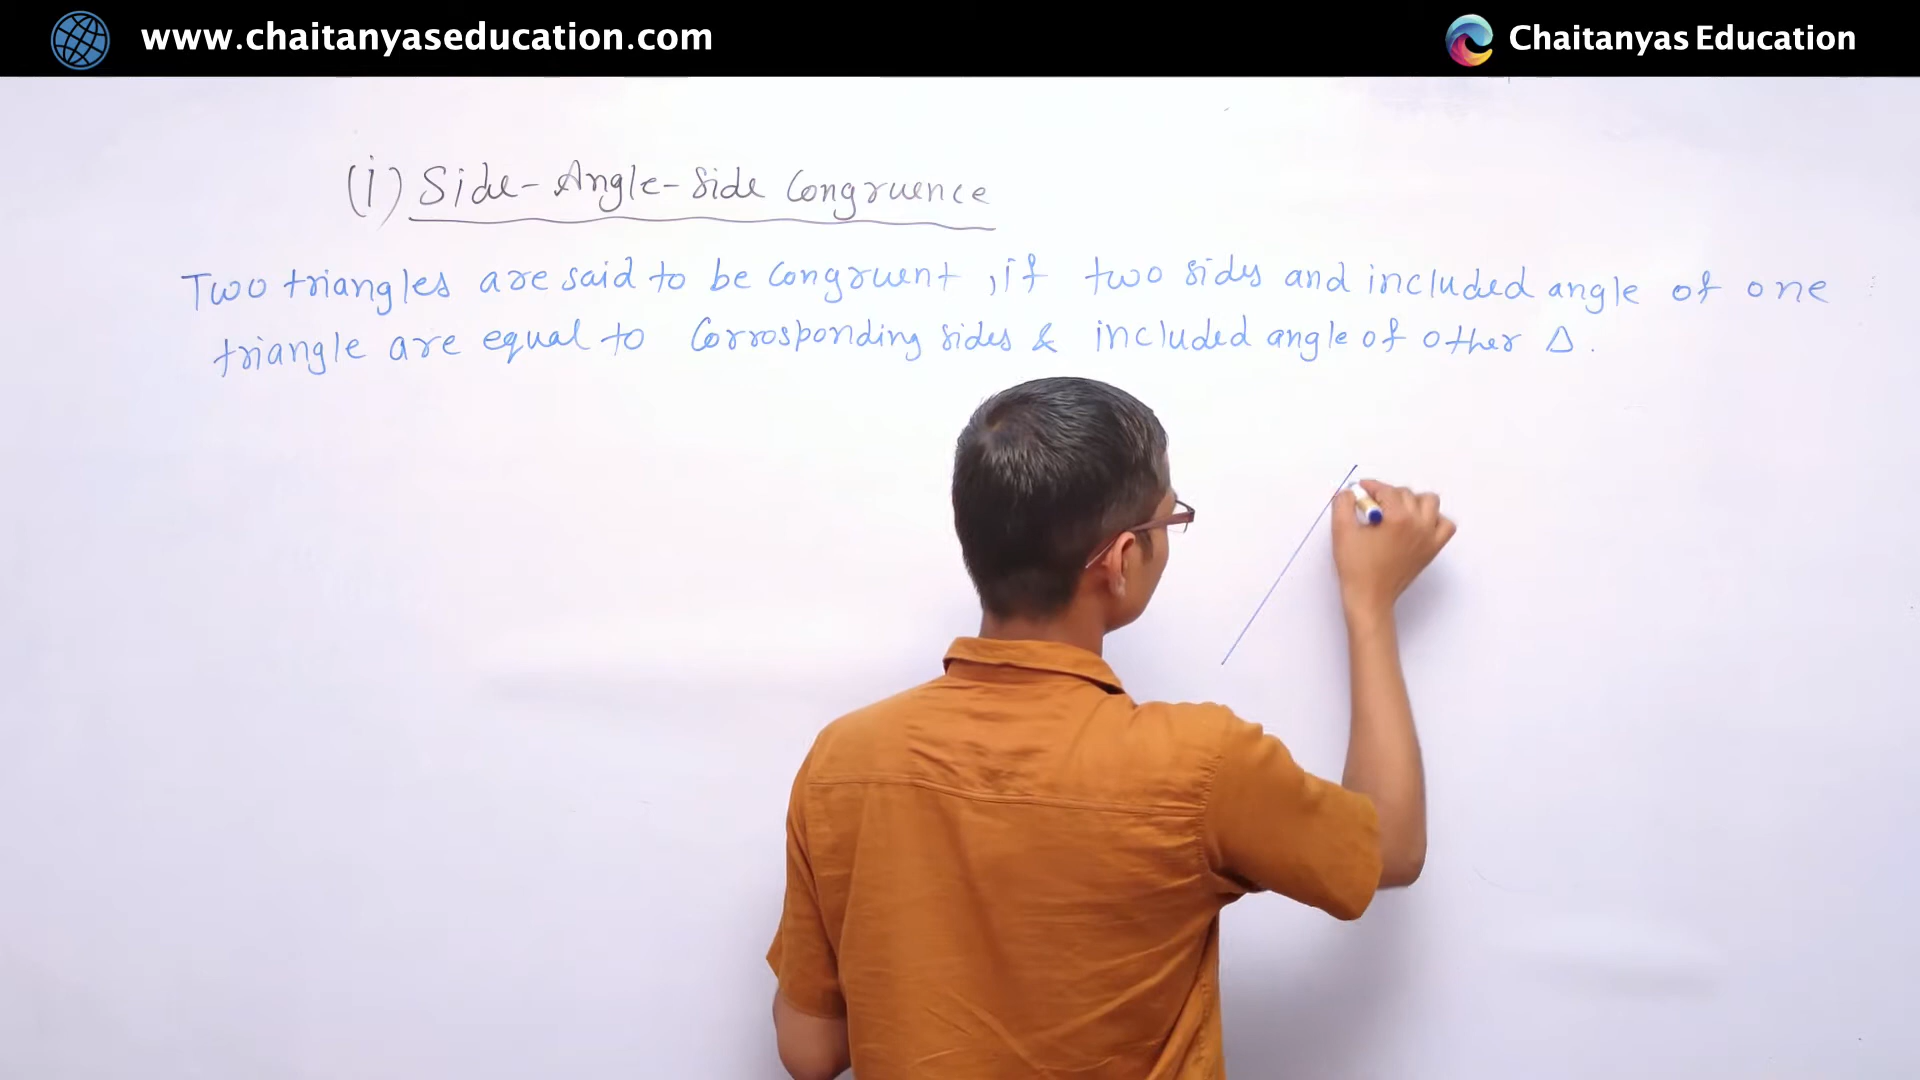 www.chaitanyaseducation.com
Chaitanyas Education
(i) Side-Angle-Side Congruence
Two triangles are said to be congruent, if two sides and included angle of one
triangle are equal to Corrosponding sides & included angle of other Δ.